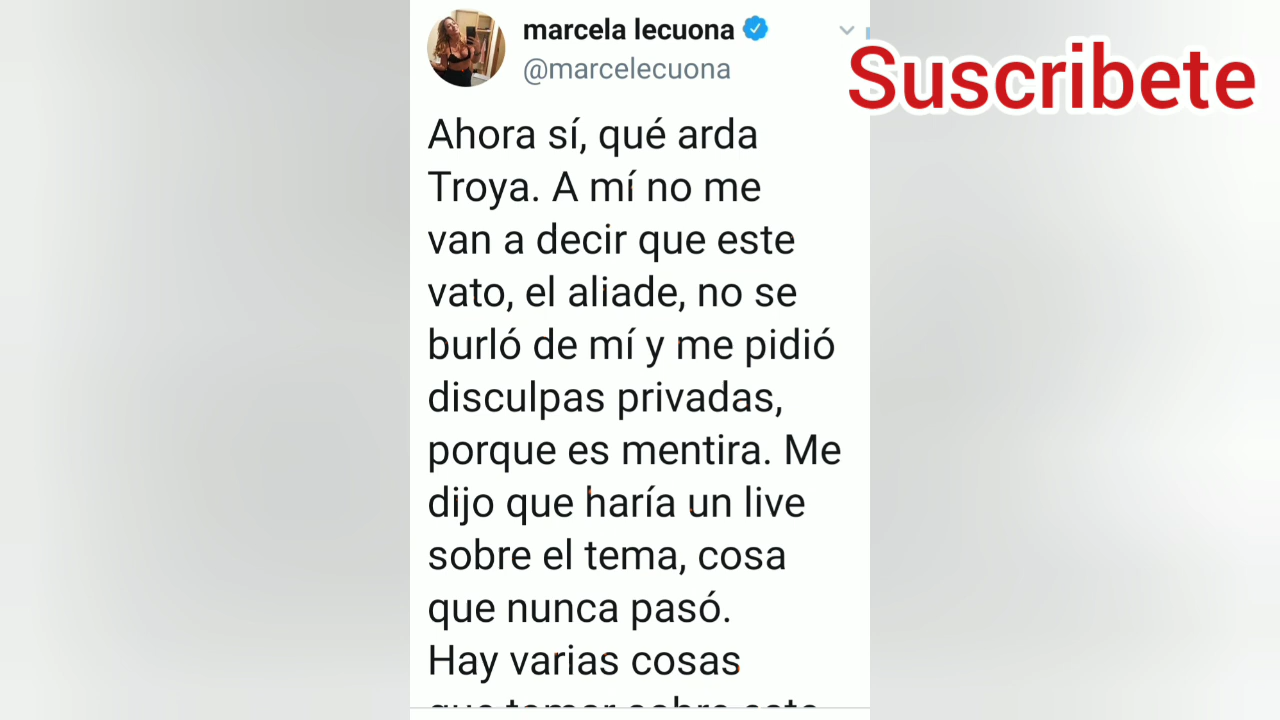 marcela lecuona
@marcelecuona
Suscribete
Ahora sí, qué arda
Troya. A mí no me
van a decir que este
vato, el aliade, no se
burló de mí y me pidió
disculpas privadas,
porque es mentira. Me
dijo que haría un live
sobre el tema, cosa
que nunca pasó.
Hay varias cosas